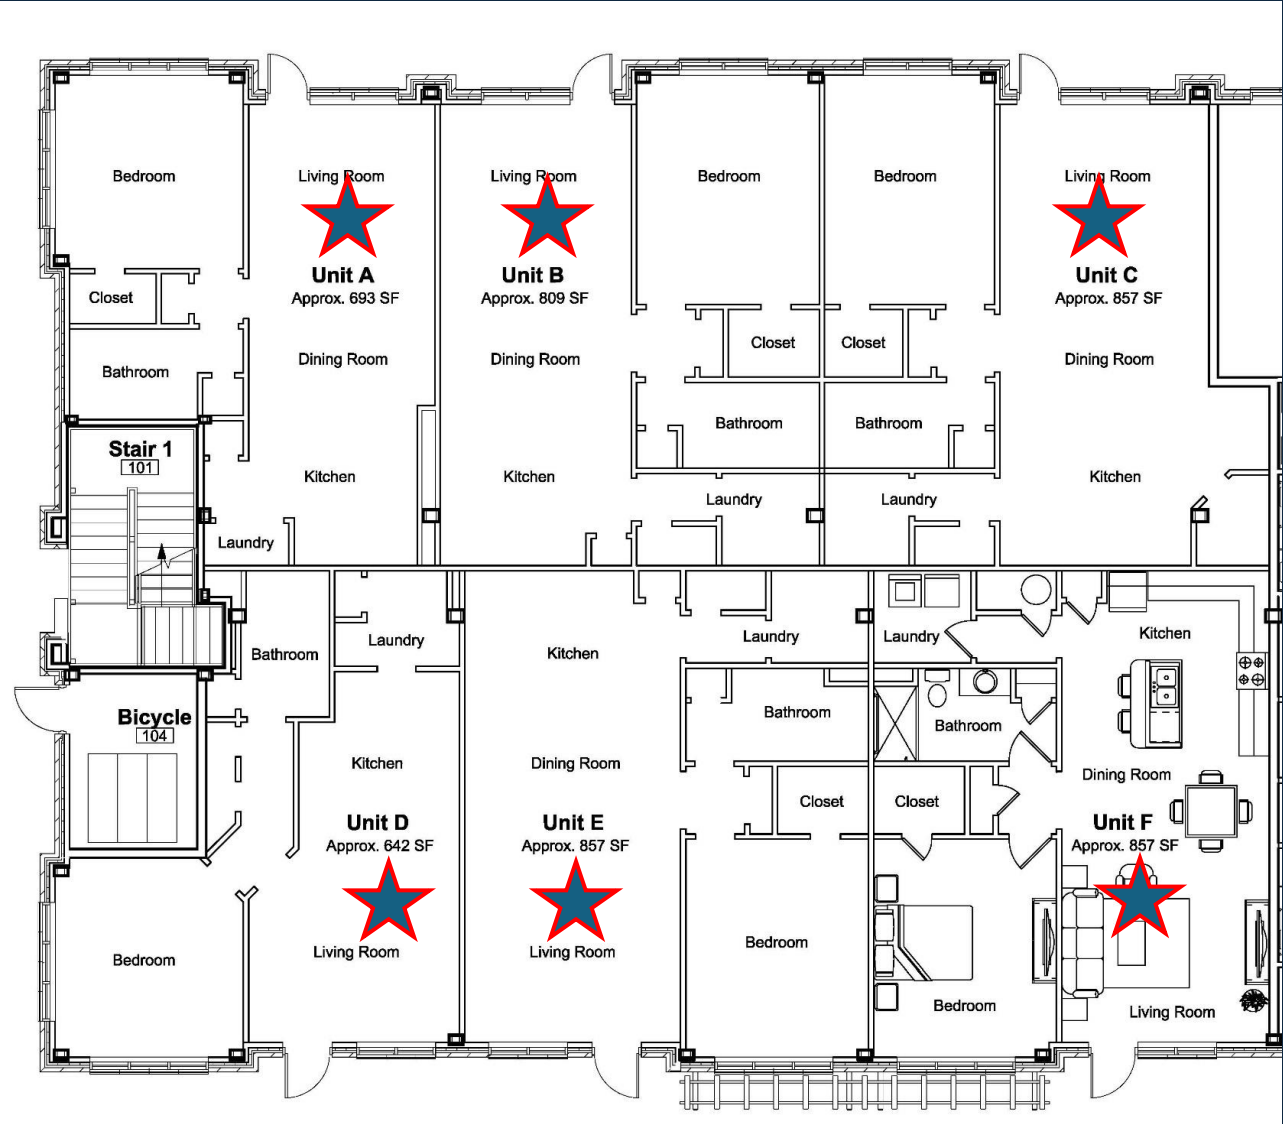 Bedroom
Living Room
Unit A
Approx. 693 SF
Closet
Dining Room
Bathroom
Kitchen
Laundry
Stair 1
101
Living Room
Unit B
Approx. 809 SF
Dining Room
Kitchen
Bedroom
Closet
Bathroom
Laundry
Bedroom
Closet
Bathroom
Laundry
Living Room
Unit C
Approx. 857 SF
Dining Room
Kitchen
Bicycle
104
Bathroom
Laundry
Kitchen
Unit D
Approx. 642 SF
Living Room
Bedroom
Kitchen
Dining Room
Unit E
Approx. 857 SF
Living Room
Laundry
Bathroom
Closet
Bedroom
Laundry
Bathroom
Closet
Bedroom
Kitchen
Dining Room
Unit F
Approx. 857 SF
Living Room